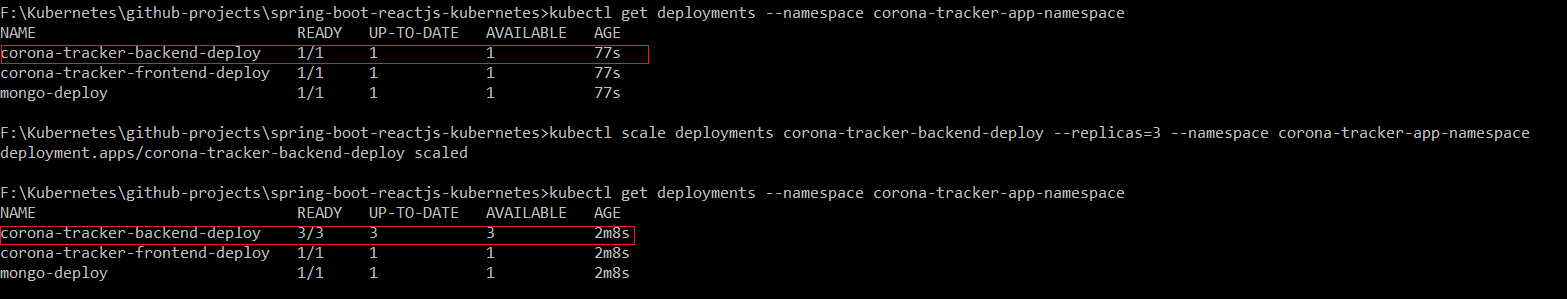 F:\Kubernetes\github-projects\spring-boot-reactjs-kubernetes>kubectl get deployments --namespace corona-tracker-app-namespace
NAME READY UP-TO-DATE AVAILABLE AGE
corona-tracker-backend-deploy 1/1 1 1 77s
corona-tracker-frontend-deploy 1/1 1 1 77s
mongo-deploy 1/1 1 1 77s
F:\Kubernetes\github-projects\spring-boot-reactjs-kubernetes>kubectl scale deployments corona-tracker-backend-deploy --replicas=3 --namespace corona-tracker-app-namespace
deployment.apps/corona-tracker-backend-deploy scaled
F:\Kubernetes\github-projects\spring-boot-reactjs-kubernetes>kubectl get deployments --namespace corona-tracker-app-namespace
NAME READY UP-TO-DATE AVAILABLE AGE
corona-tracker-backend-deploy 3/3 3 3 2m8s
corona-tracker-frontend-deploy 1/1 1 1 2m8s
mongo-deploy 1/1 1 1 2m8s